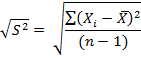 √S² = √(∑(Xᵢ − X̄)² / (n − 1))